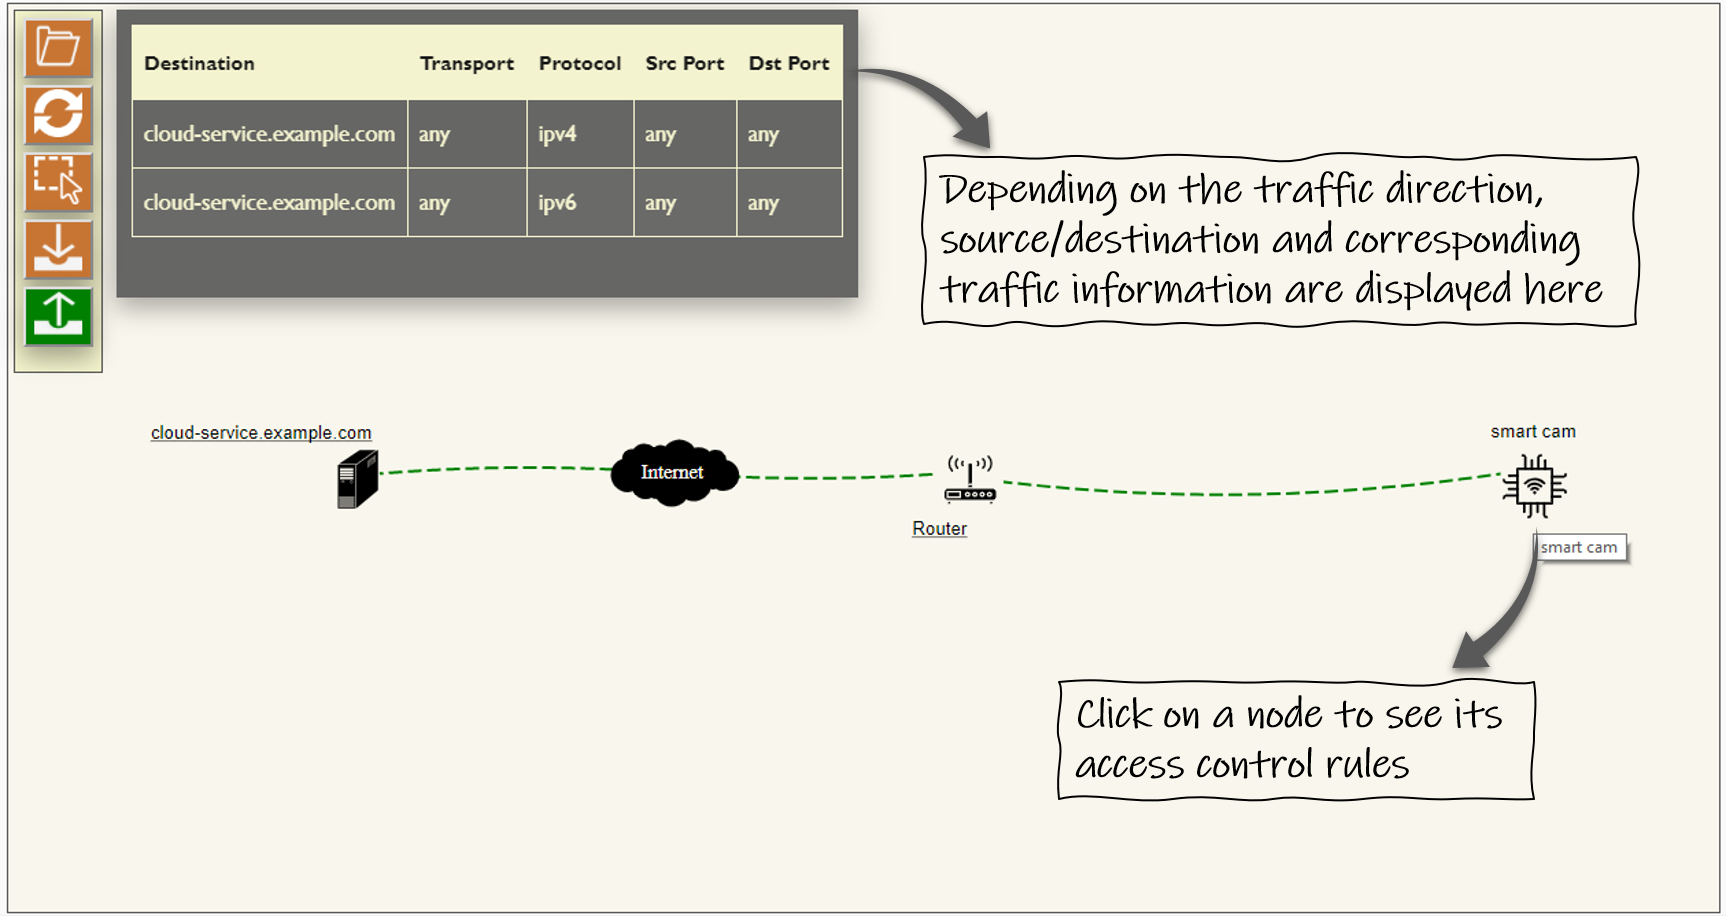 Destination Transport Protocol Src Port Dst Port
cloud-service.example.com any ipv4 any any
cloud-service.example.com any ipv6 any any
Depending on the traffic direction,
source/destination and corresponding
traffic information are displayed here
cloud-service.example.com
Internet
Router
smart cam
smart cam
Click on a node to see its
access control rules